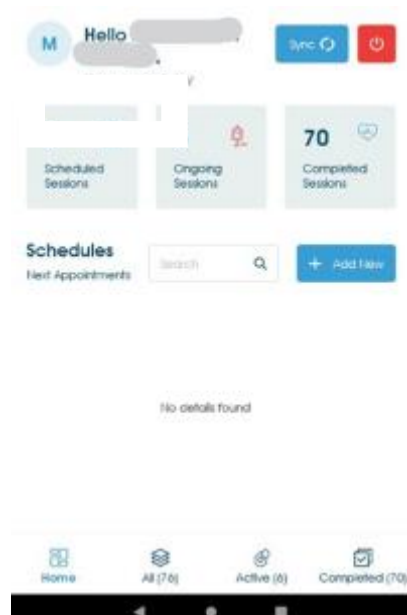 M
Hello
Sync
70
Scheduled
Sessions
Ongoing
Sessions
Completed
Sessions
Schedules
Next Appointments
Search
+ Add New
No details found
Home
All (76)
Active (6)
Completed (70)